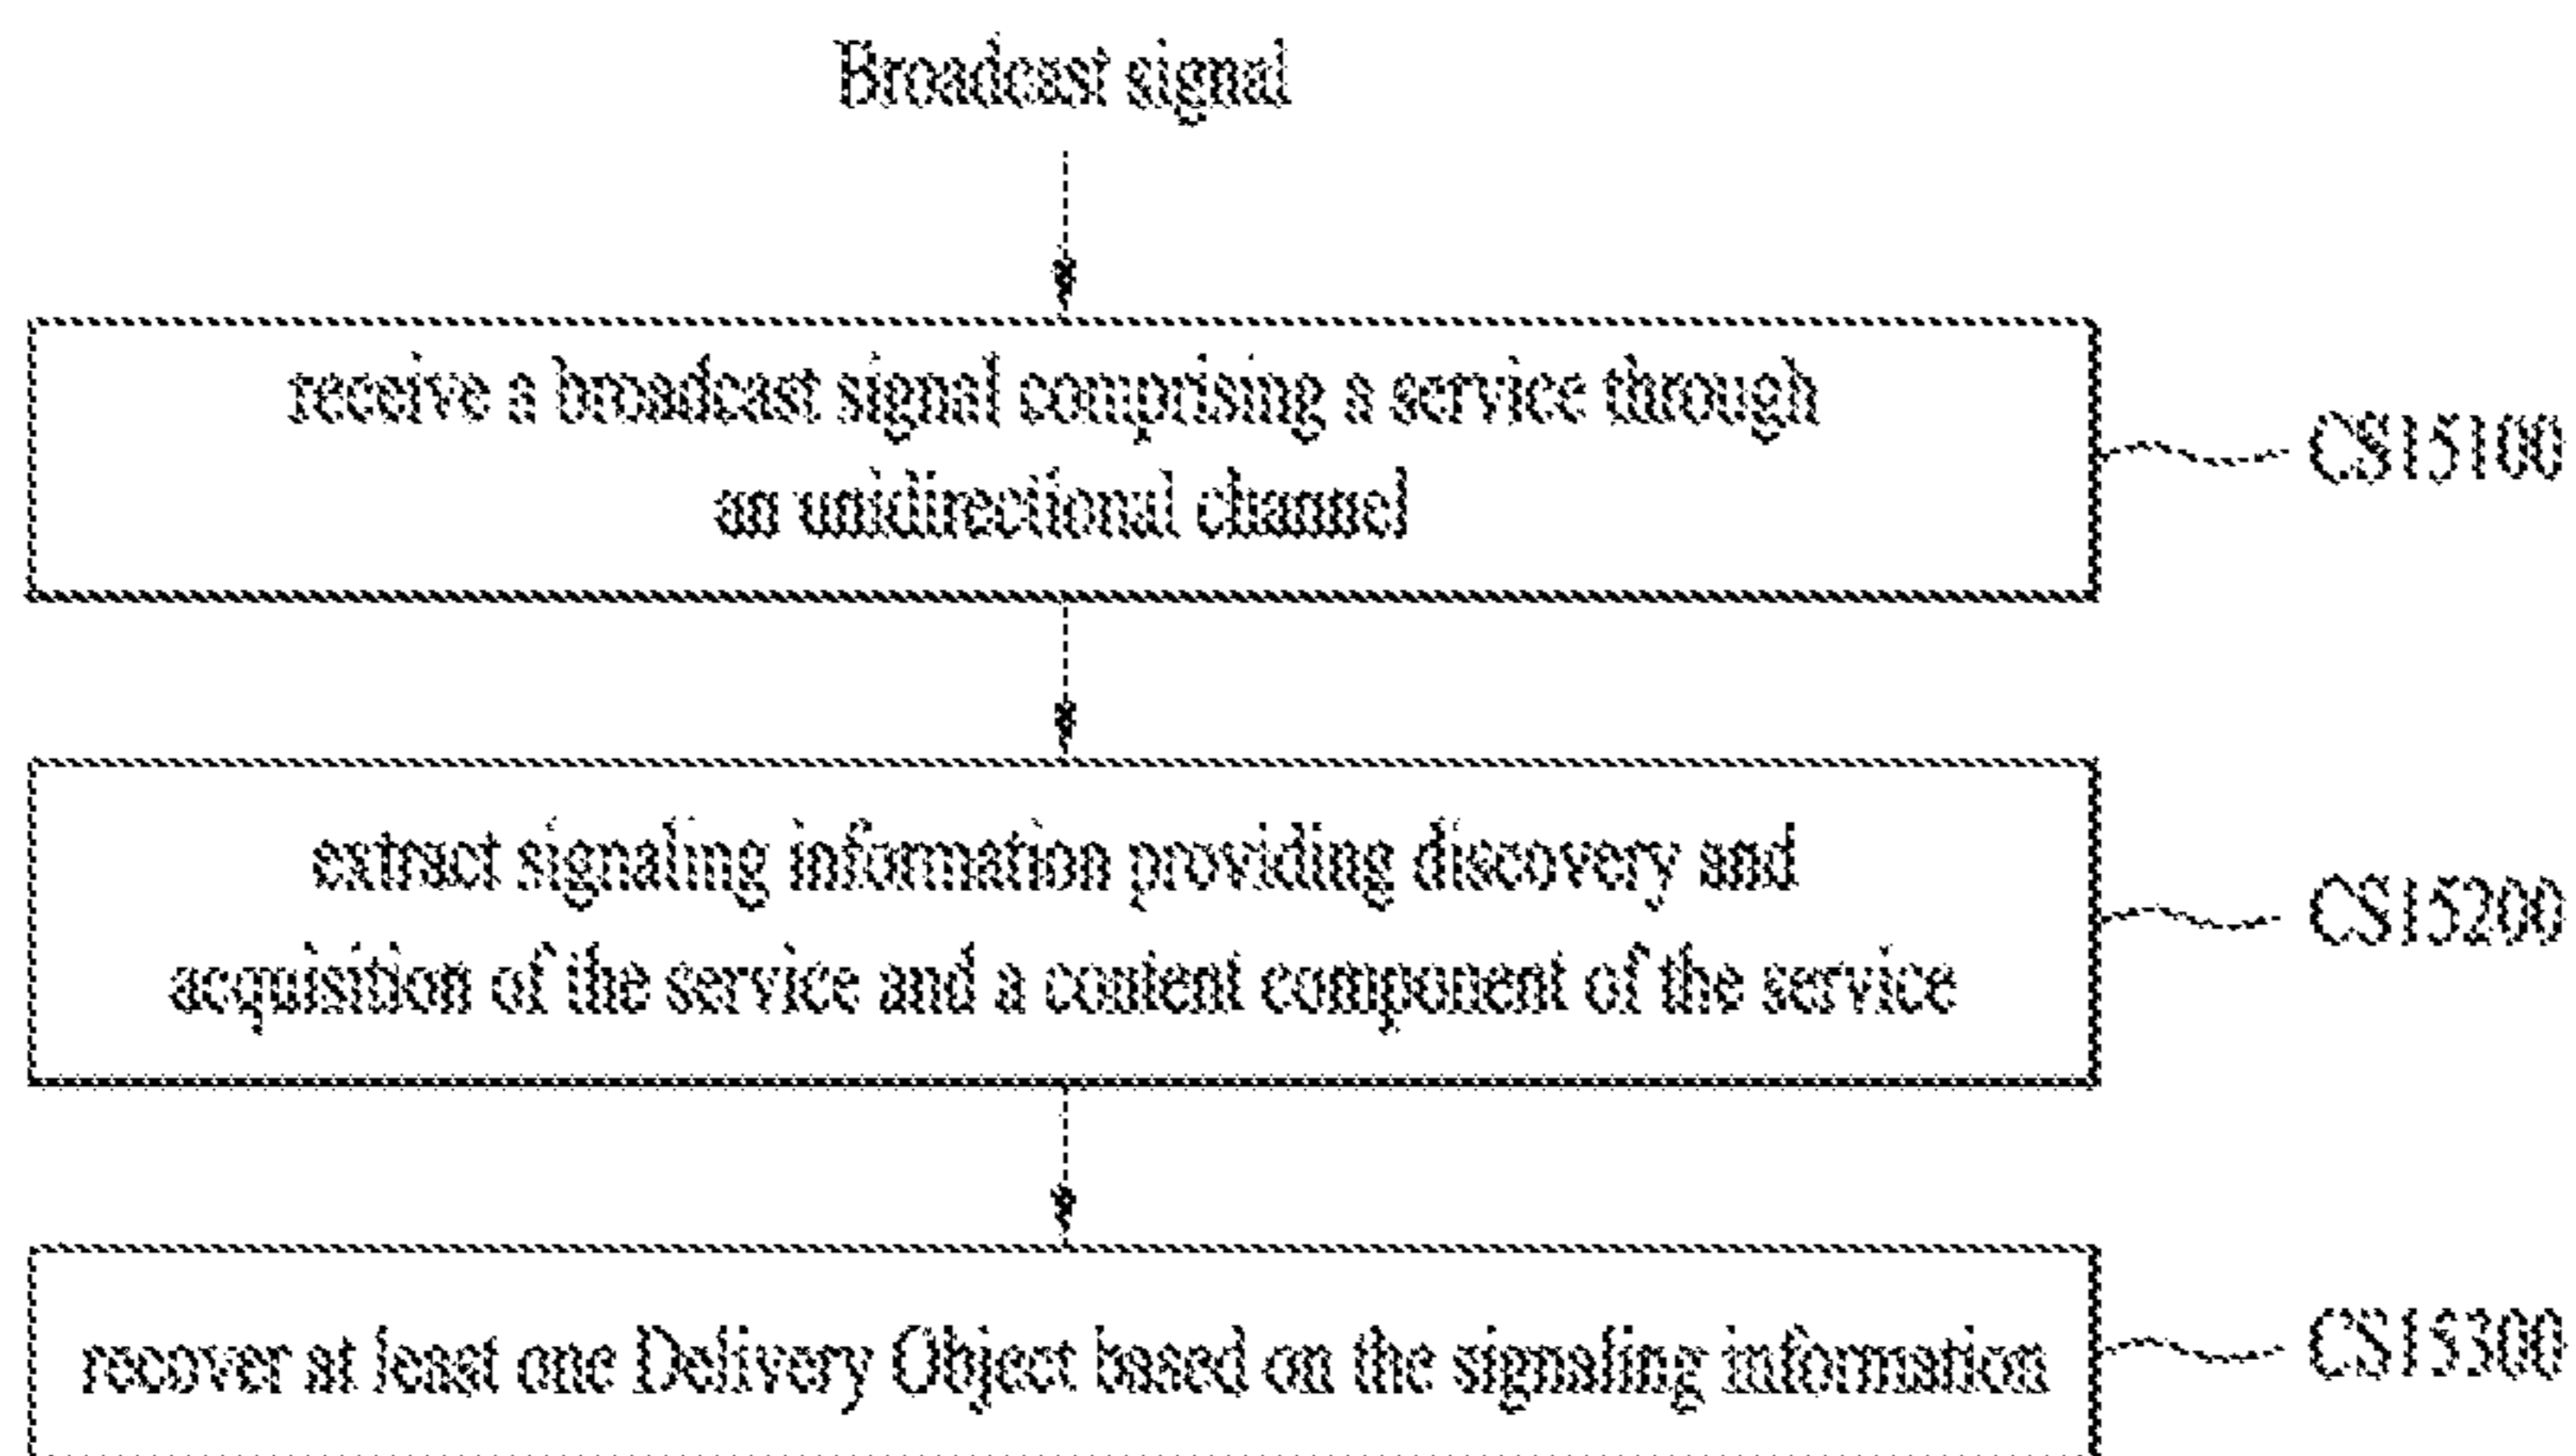 Broadcast signal
receive a broadcast signal comprising a service through
an unidirectional channel
CS15100
extract signaling information providing discovery and
acquisition of the service and a content component of the service
CS15200
recover at least one Delivery Object based on the signaling information
CS15300